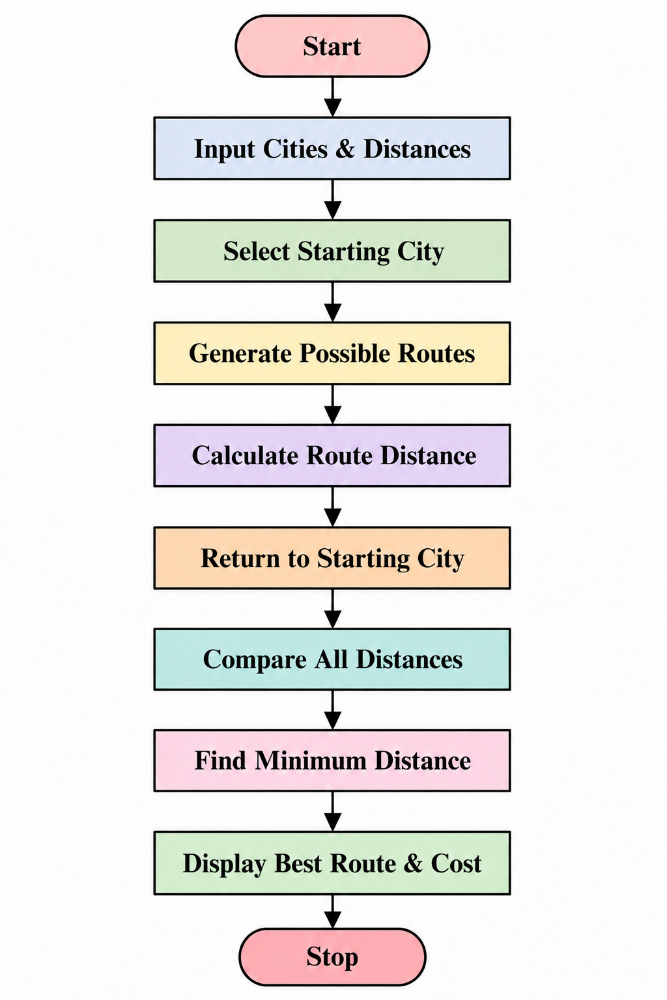 Start
Input Cities & Distances
Select Starting City
Generate Possible Routes
Calculate Route Distance
Return to Starting City
Compare All Distances
Find Minimum Distance
Display Best Route & Cost
Stop